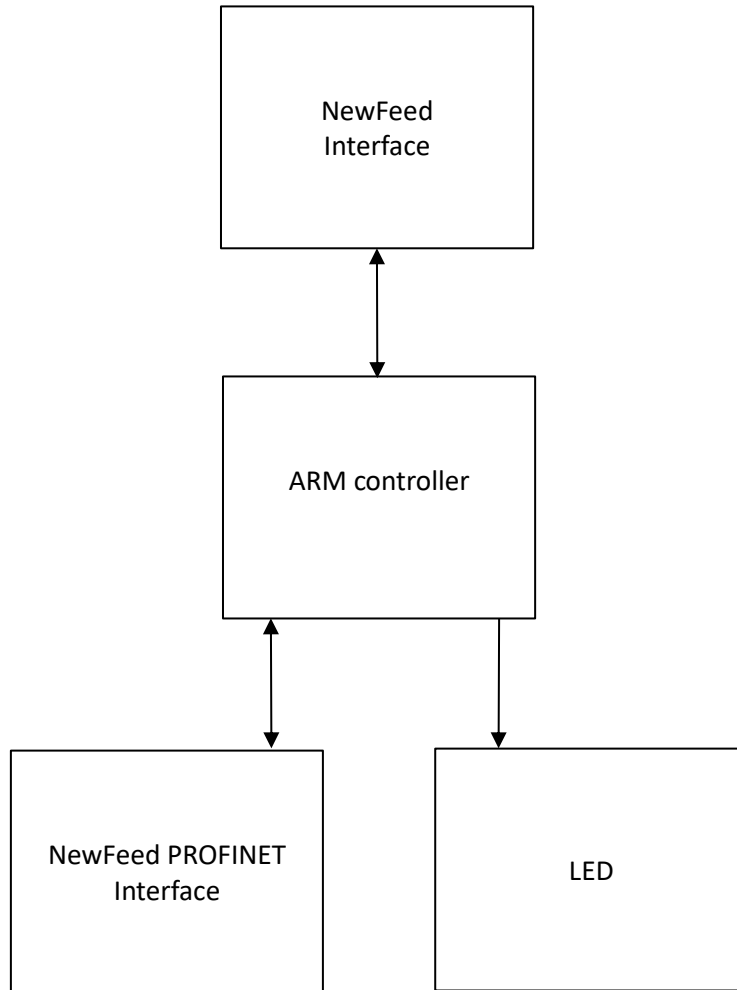 NewFeed
Interface
ARM controller
NewFeed PROFINET
Interface
LED